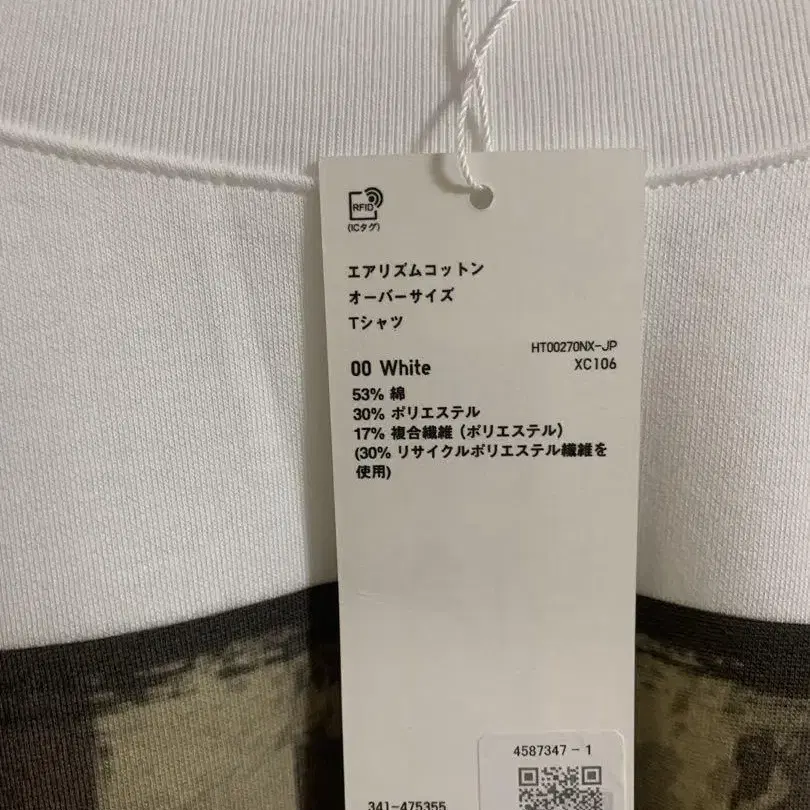 RFID
(ICタグ)
エアリズムコットン
オーバーサイズ
Tシャツ
HT00270NX-JP
00 White
XC106
53% 綿
30% ポリエステル
17% 複合繊維 (ポリエステル)
(30% リサイクルポリエステル繊維を
使用)
4587347-1
341-475355